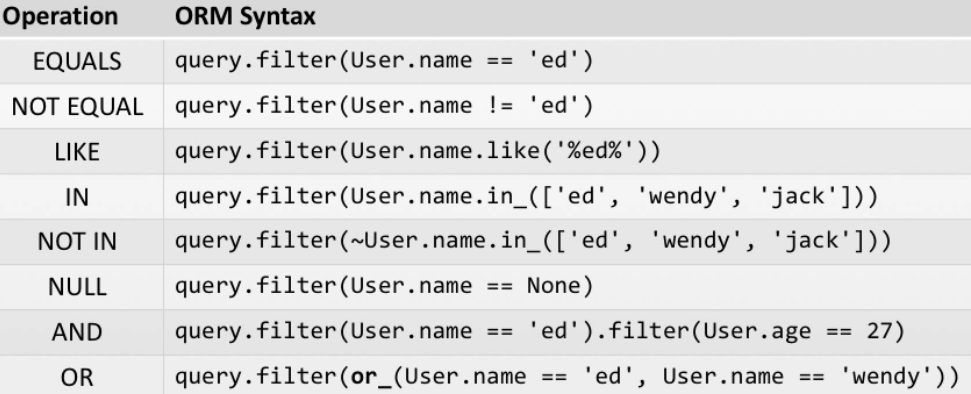 Operation ORM Syntax
EQUALS query.filter(User.name == 'ed')
NOT EQUAL query.filter(User.name != 'ed')
LIKE query.filter(User.name.like('%ed%'))
IN query.filter(User.name.in_(['ed', 'wendy', 'jack']))
NOT IN query.filter(~User.name.in_(['ed', 'wendy', 'jack']))
NULL query.filter(User.name == None)
AND query.filter(User.name == 'ed').filter(User.age == 27)
OR query.filter(or_(User.name == 'ed', User.name == 'wendy'))